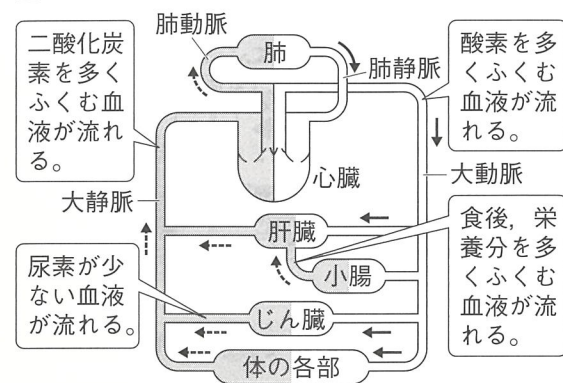 二酸化炭
素を多く
ふくむ血
液が流れ
る。
肺動脈
肺
肺静脈
酸素を多
くふくむ
血液が流
れる。
心臓
大静脈
大動脈
肝臓
小腸
食後，栄
養分を多
くふくむ
血液が流
れる。
尿素が少
ない血液
が流れる。
じん臓
体の各部